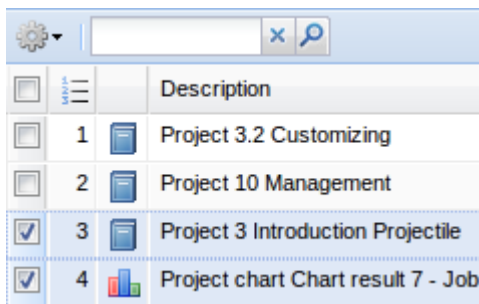 Description
1 Project 3.2 Customizing
2 Project 10 Management
3 Project 3 Introduction Projectile
4 Project chart Chart result 7 - Job